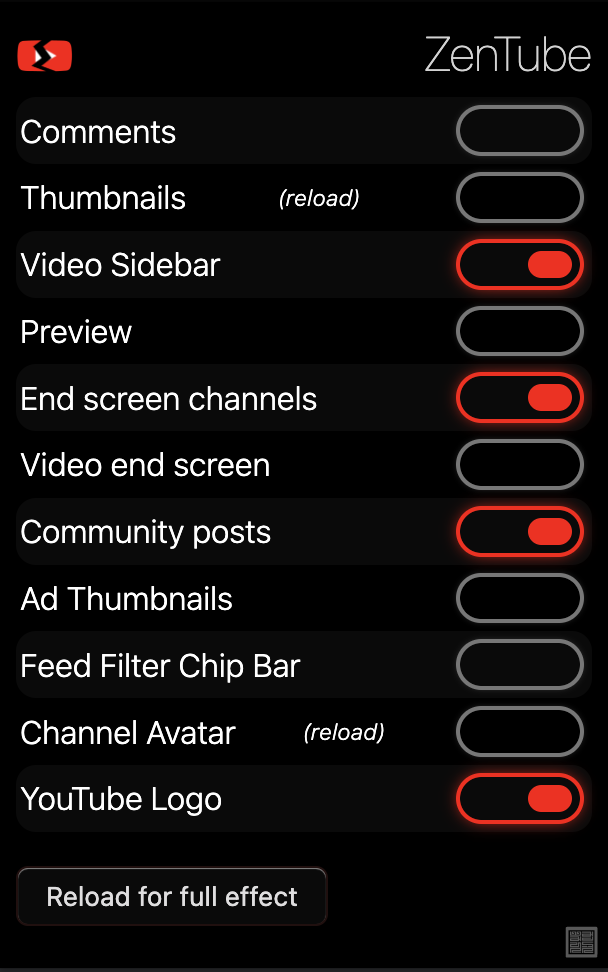 ZenTube
Comments
Thumbnails (reload)
Video Sidebar
Preview
End screen channels
Video end screen
Community posts
Ad Thumbnails
Feed Filter Chip Bar
Channel Avatar (reload)
YouTube Logo
Reload for full effect